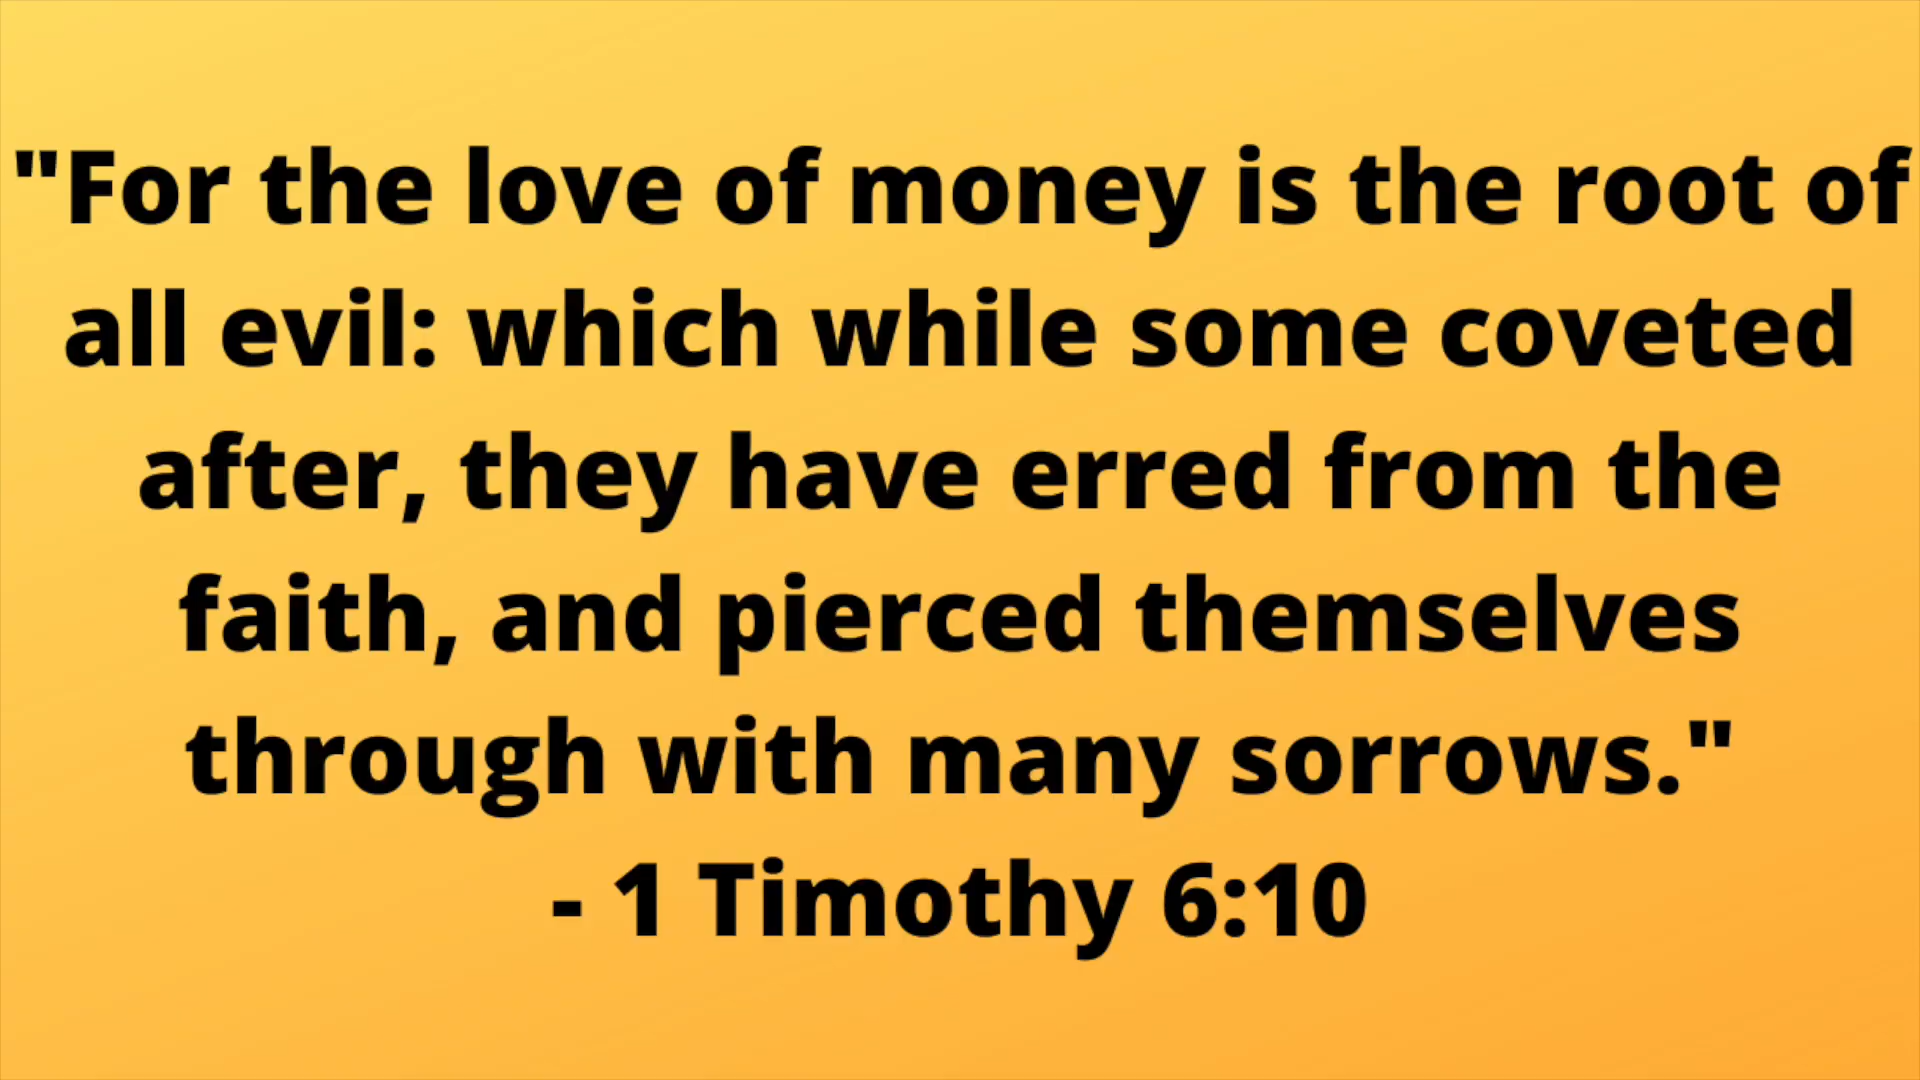 "For the love of money is the root of
all evil: which while some coveted
after, they have erred from the
faith, and pierced themselves
through with many sorrows."
- 1 Timothy 6:10